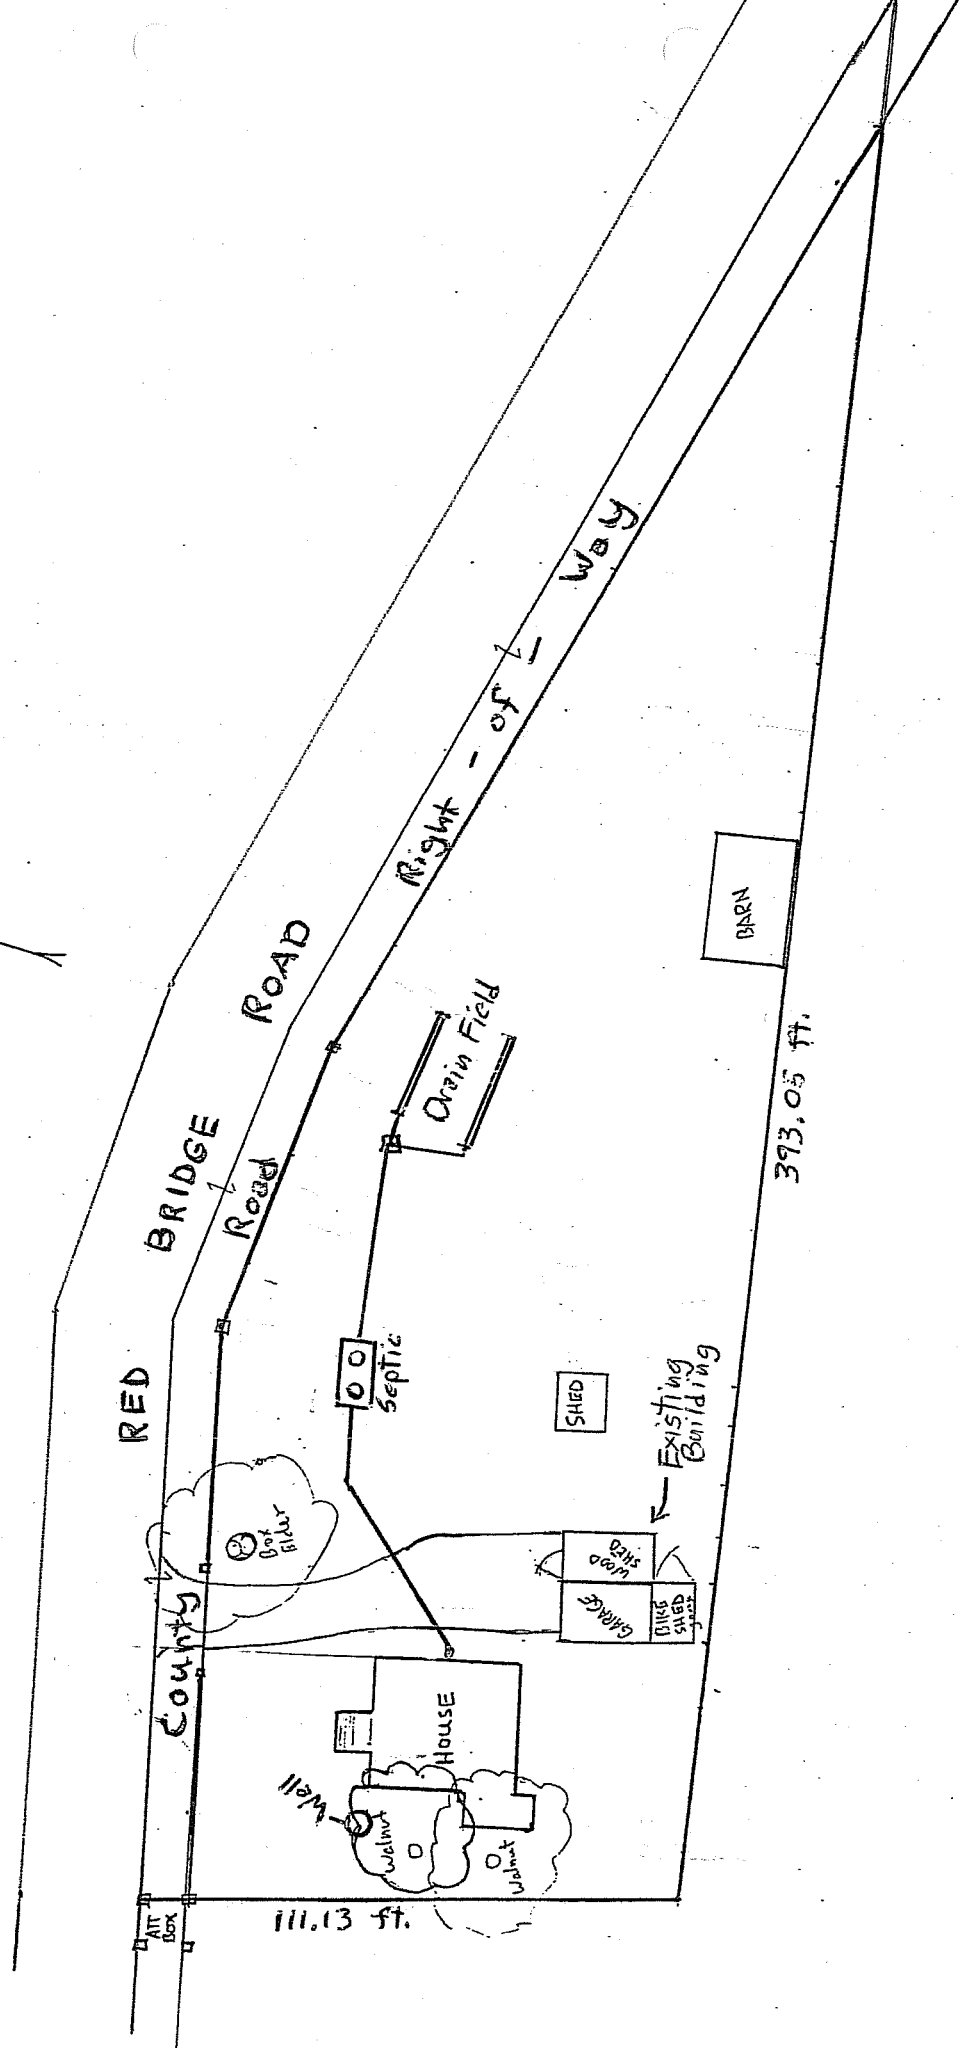 RED BRIDGE ROAD
County Road Right - of - Way
Drain Field
BARN
393.05 ft.
Septic
SHED
Existing
Building
Box
Elder
WOOD
SHED
GARAGE
BIKE
SHED
HOUSE
Well
Walnut
Walnut
111.13 ft.
ATT
BOX